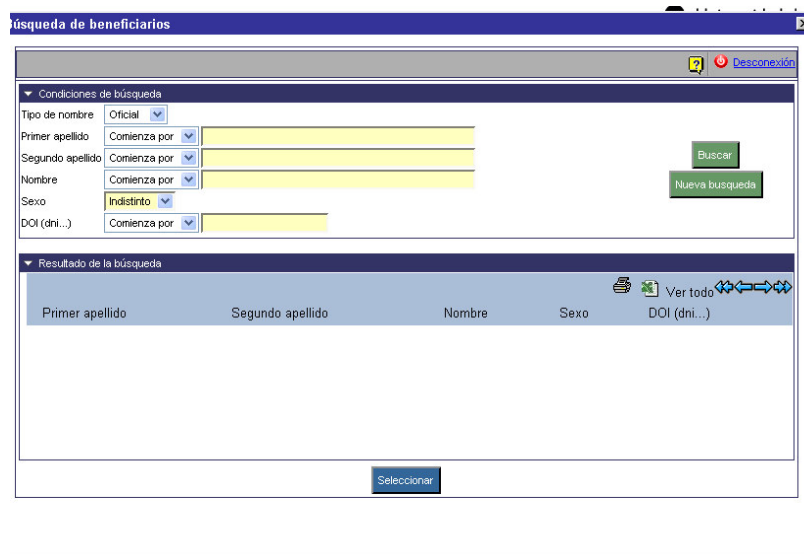 Búsqueda de beneficiarios
Desconexión
Condiciones de búsqueda
Tipo de nombre Oficial
Primer apellido Comienza por
Segundo apellido Comienza por
Buscar
Nombre Comienza por
Nueva busqueda
Sexo Indistinto
DOI (dni...) Comienza por
Resultado de la búsqueda
Ver todo
Primer apellido Segundo apellido Nombre Sexo DOI (dni...)
Seleccionar